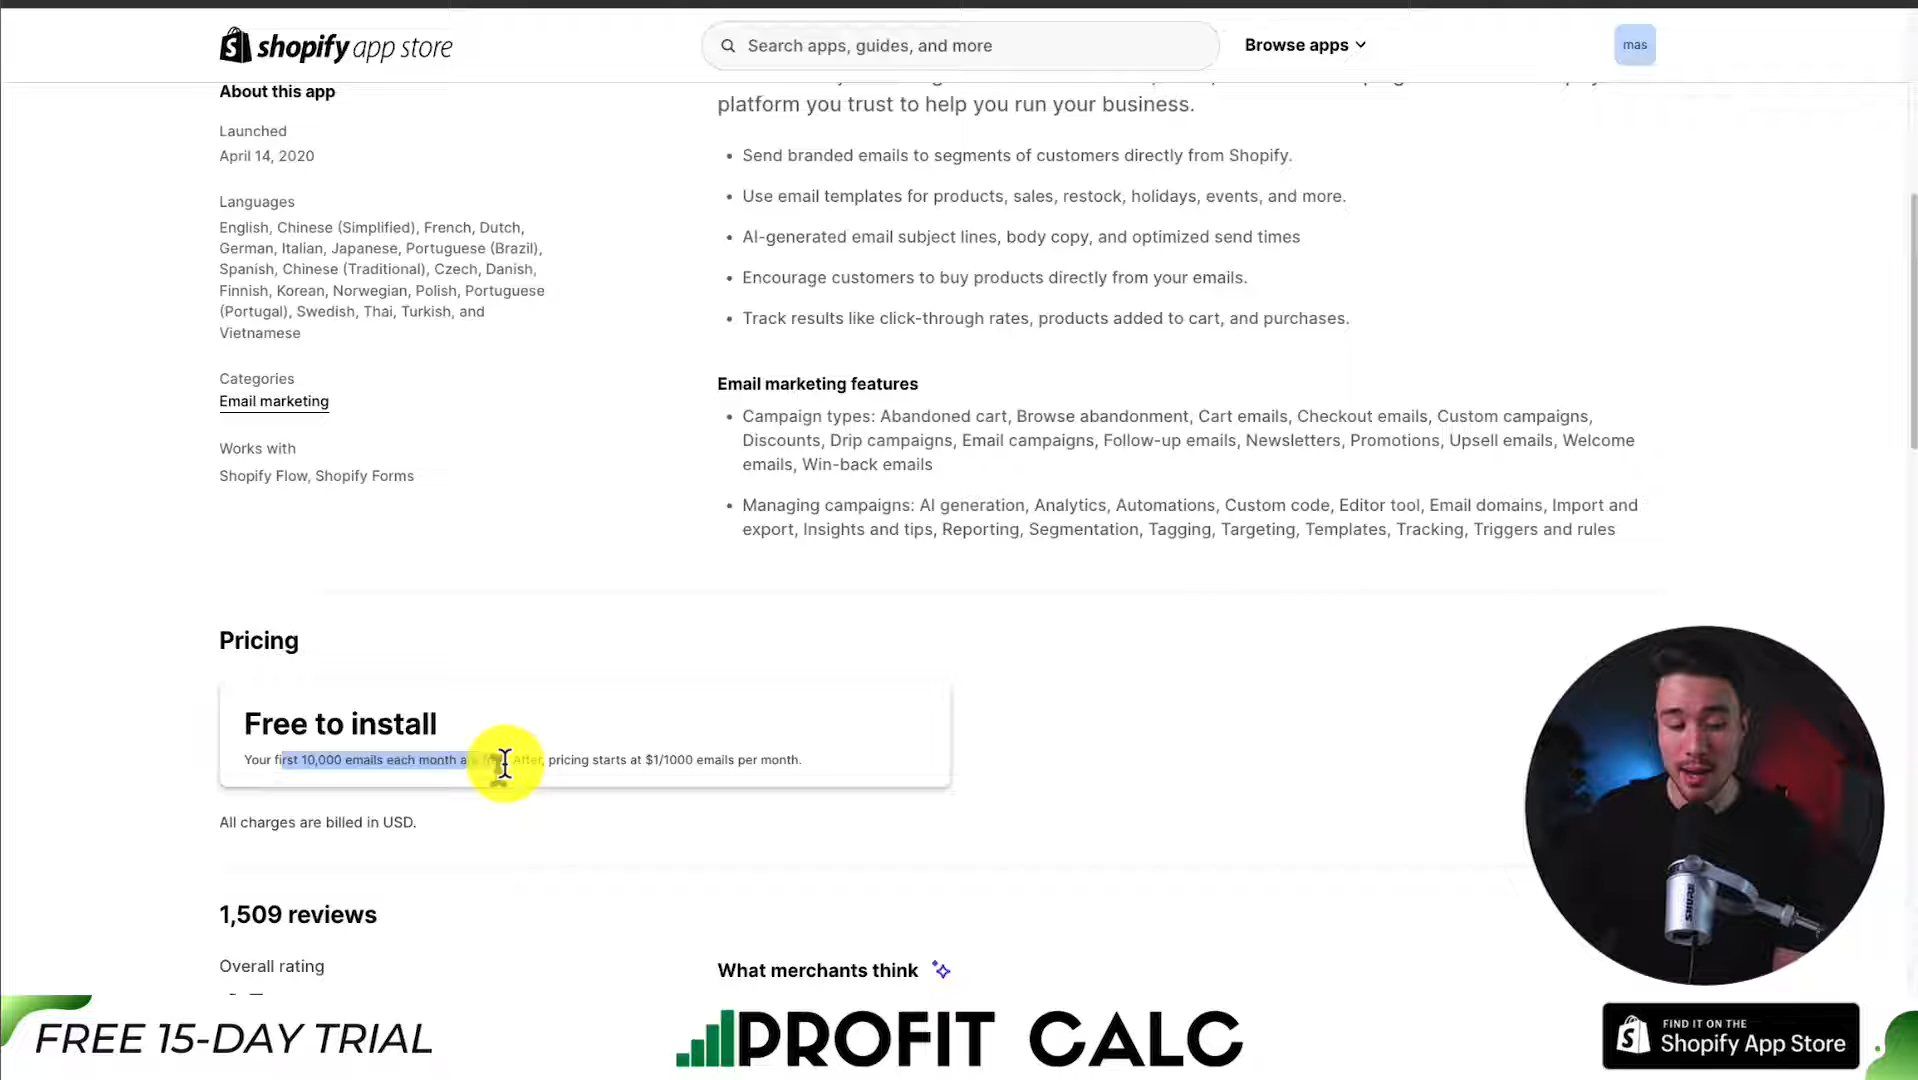 shopify app store
Search apps, guides, and more
Browse apps
mas
About this app
Launched
April 14, 2020
Languages
English, Chinese (Simplified), French, Dutch,
German, Italian, Japanese, Portuguese (Brazil),
Spanish, Chinese (Traditional), Czech, Danish,
Finnish, Korean, Norwegian, Polish, Portuguese
(Portugal), Swedish, Thai, Turkish, and
Vietnamese
Categories
Email marketing
Works with
Shopify Flow, Shopify Forms
platform you trust to help you run your business.
• Send branded emails to segments of customers directly from Shopify.
• Use email templates for products, sales, restock, holidays, events, and more.
• AI-generated email subject lines, body copy, and optimized send times
• Encourage customers to buy products directly from your emails.
• Track results like click-through rates, products added to cart, and purchases.
Email marketing features
• Campaign types: Abandoned cart, Browse abandonment, Cart emails, Checkout emails, Custom campaigns,
Discounts, Drip campaigns, Email campaigns, Follow-up emails, Newsletters, Promotions, Upsell emails, Welcome
emails, Win-back emails
• Managing campaigns: AI generation, Analytics, Automations, Custom code, Editor tool, Email domains, Import and
export, Insights and tips, Reporting, Segmentation, Tagging, Targeting, Templates, Tracking, Triggers and rules
Pricing
Free to install
Your first 10,000 emails each month are After, pricing starts at $1/1000 emails per month.
All charges are billed in USD.
1,509 reviews
Overall rating
What merchants think
SHURE
FREE 15-DAY TRIAL
PROFIT CALC
FIND IT ON THE
Shopify App Store